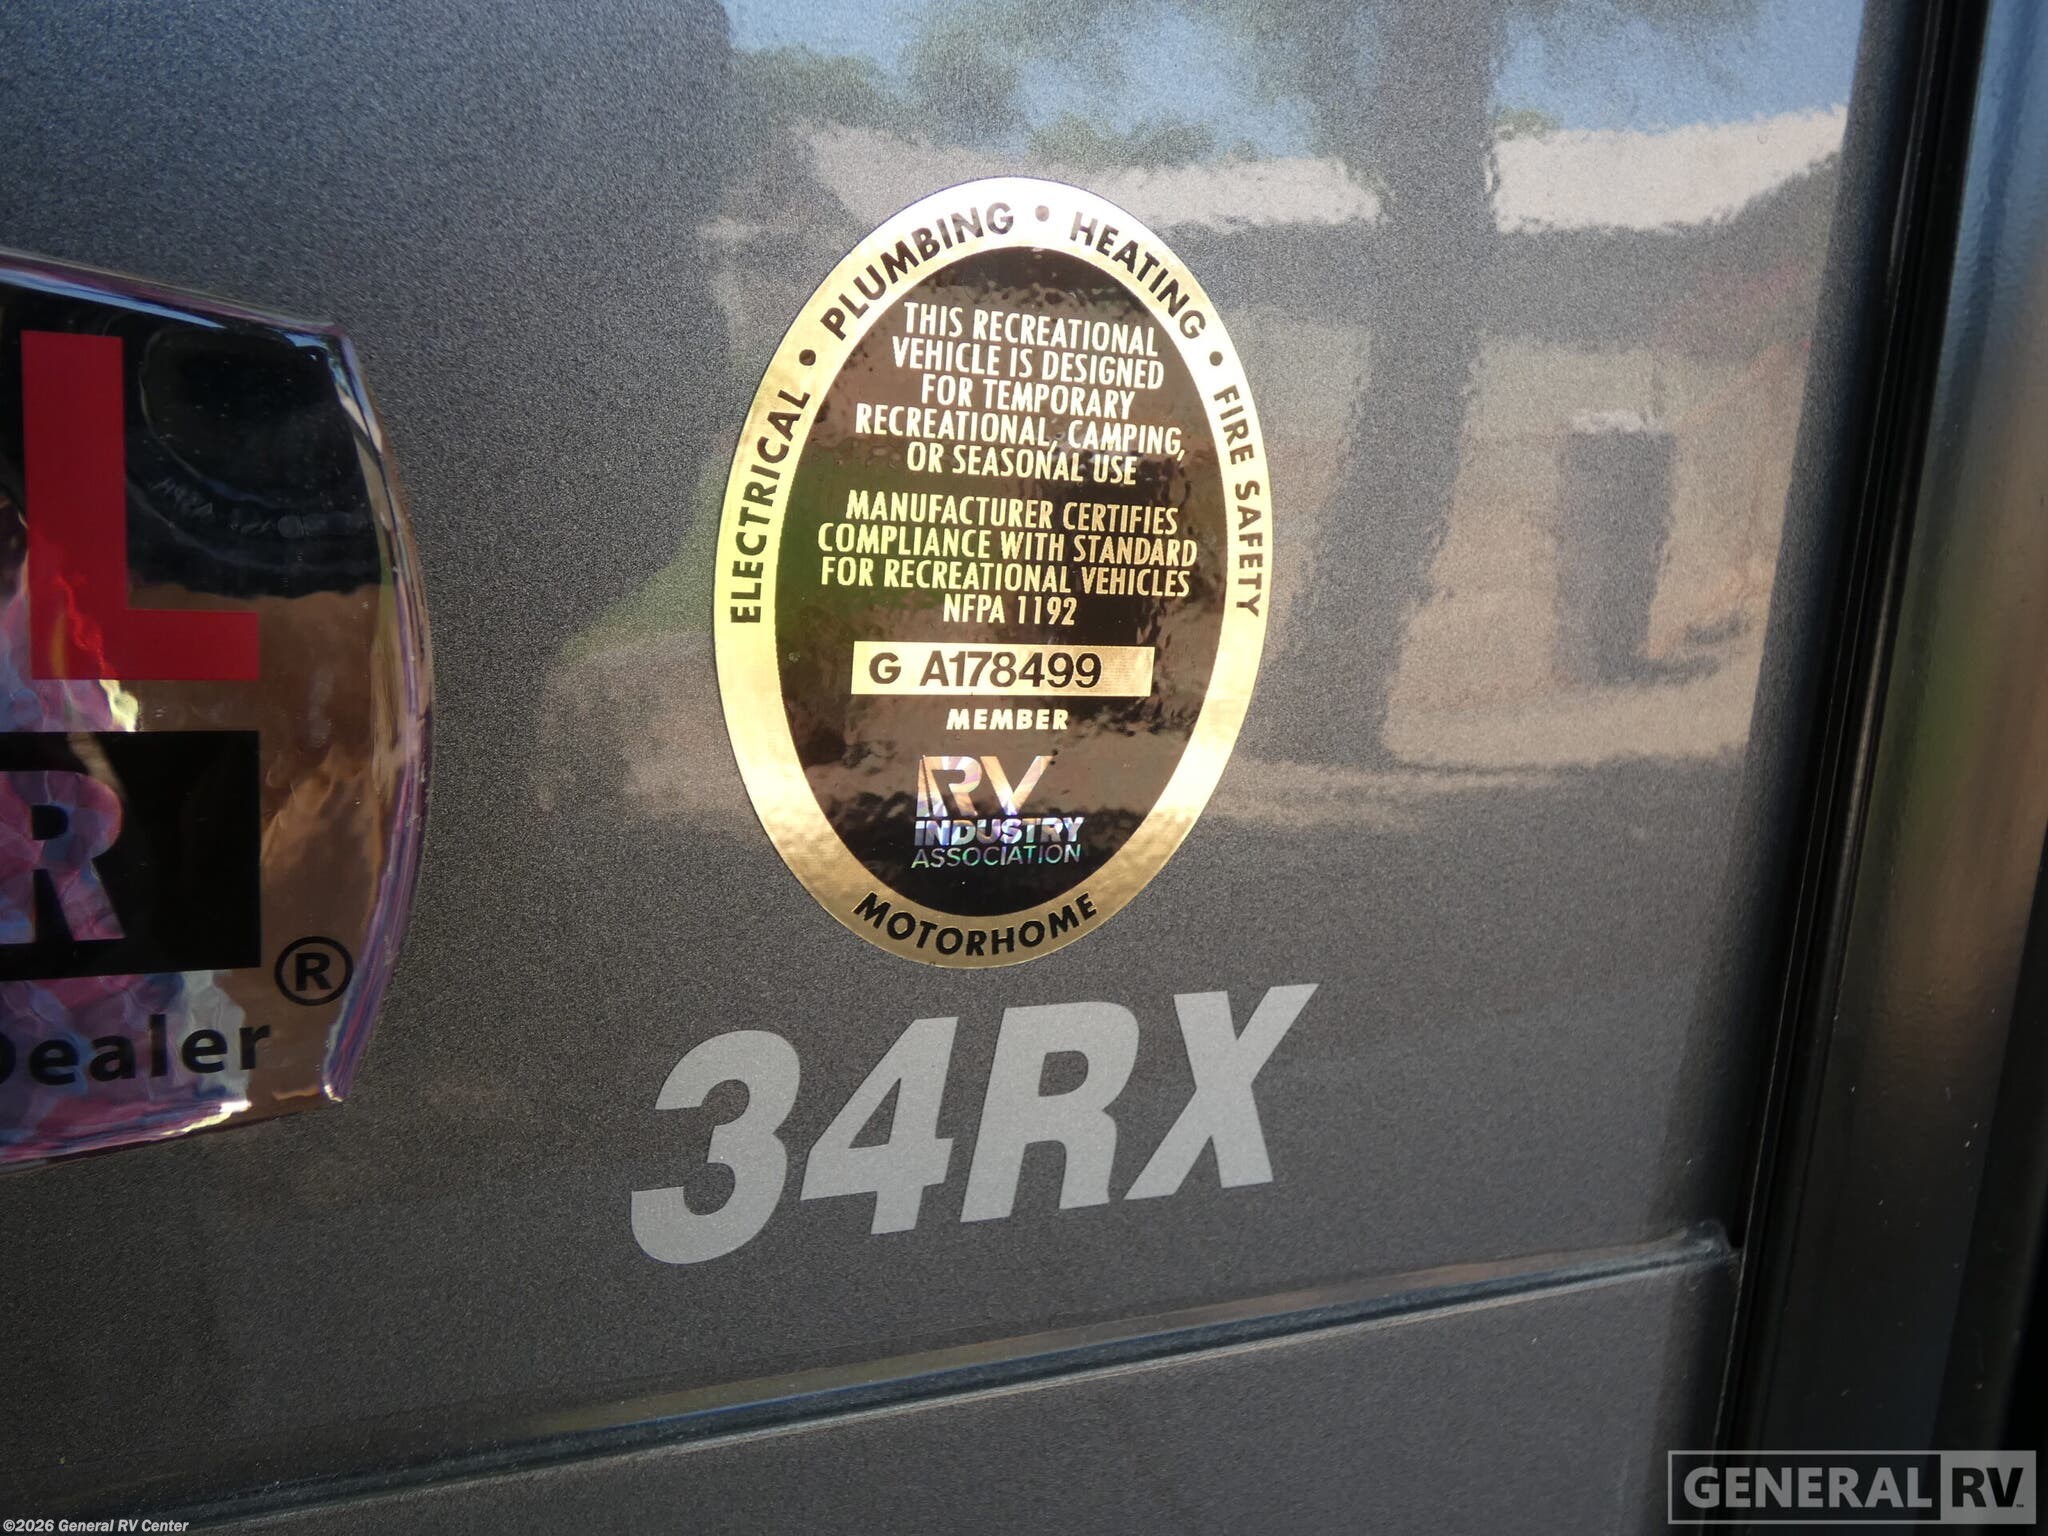 ELECTRICAL • PLUMBING • HEATING • FIRE SAFETY
THIS RECREATIONAL
VEHICLE IS DESIGNED
FOR TEMPORARY
RECREATIONAL, CAMPING,
OR SEASONAL USE
MANUFACTURER CERTIFIES
COMPLIANCE WITH STANDARD
FOR RECREATIONAL VEHICLES
NFPA 1192
G A178499
MEMBER
RV
INDUSTRY
ASSOCIATION
MOTORHOME
L
R
®
Dealer
34RX
GENERAL RV
©2026 General RV Center